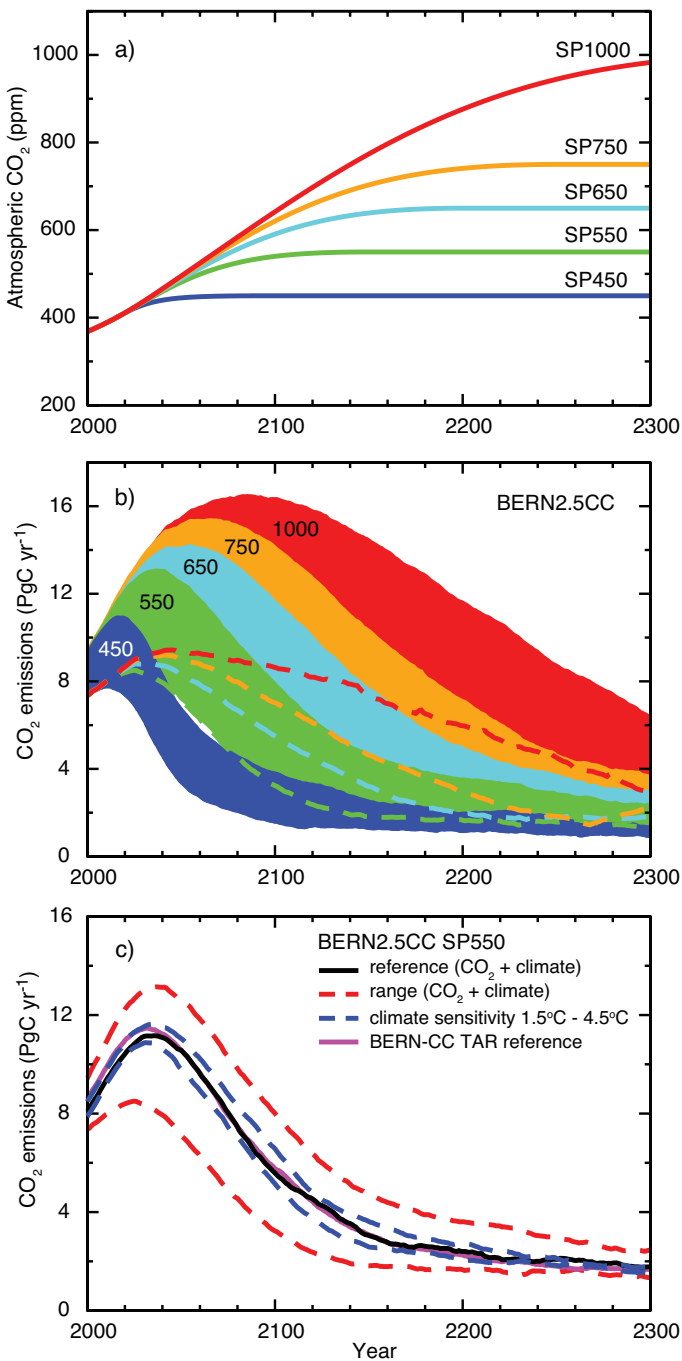 a)
SP1000
SP750
SP650
SP550
SP450
Atmospheric CO₂ (ppm)
1000
800
600
400
200
2000 2100 2200 2300
b)
BERN2.5CC
1000
750
650
550
450
CO₂ emissions (PgC yr⁻¹)
16
12
8
4
0
2000 2100 2200 2300
c)
BERN2.5CC SP550
reference (CO₂ + climate)
range (CO₂ + climate)
climate sensitivity 1.5°C - 4.5°C
BERN-CC TAR reference
CO₂ emissions (PgC yr⁻¹)
16
12
8
4
0
2000 2100 2200 2300
Year